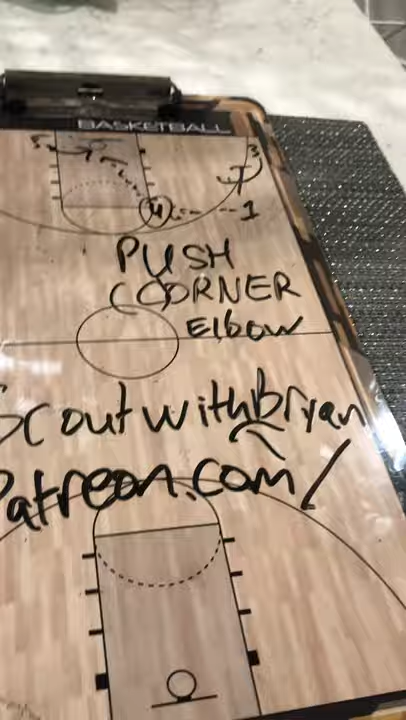 BASKETBALL
5
3
4
1
PUSH
CORNER
Elbow
ScoutwithBryan
Patreon.com/